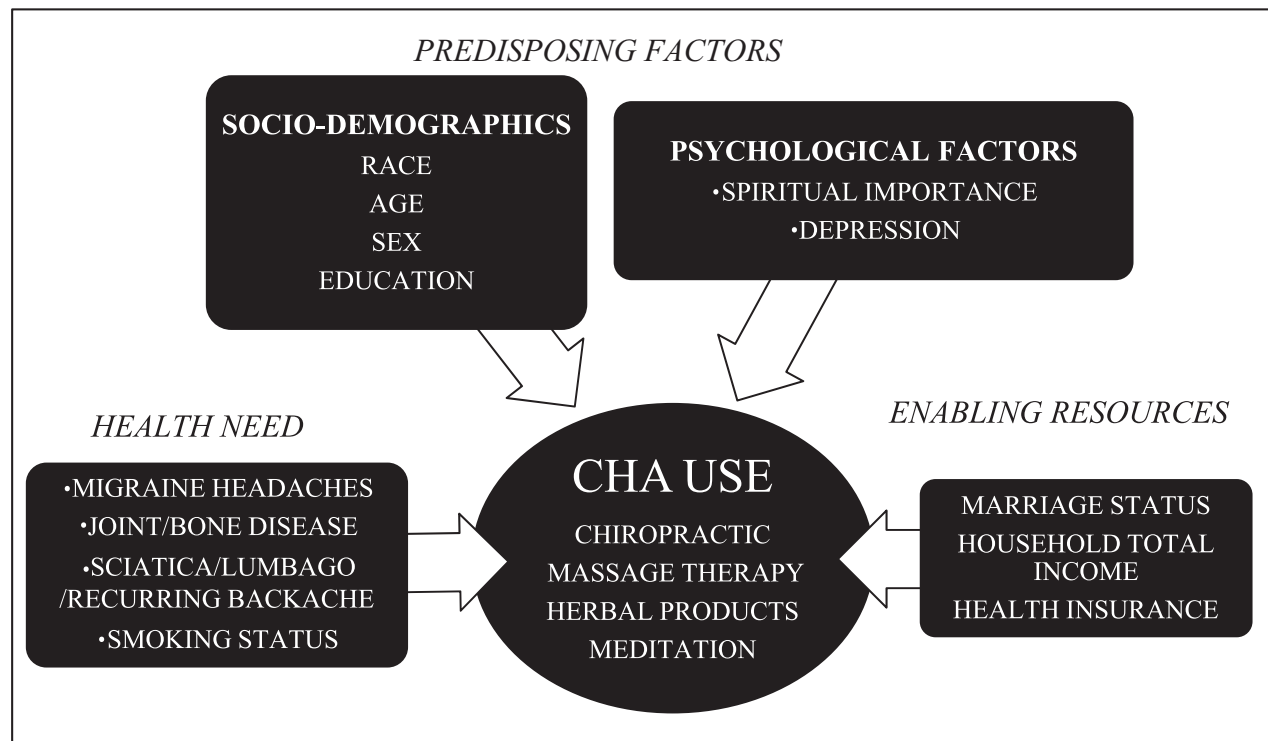 PREDISPOSING FACTORS
SOCIO-DEMOGRAPHICS
RACE
AGE
SEX
EDUCATION
PSYCHOLOGICAL FACTORS
•SPIRITUAL IMPORTANCE
•DEPRESSION
HEALTH NEED
•MIGRAINE HEADACHES
•JOINT/BONE DISEASE
•SCIATICA/LUMBAGO
/RECURRING BACKACHE
•SMOKING STATUS
CHA USE
CHIROPRACTIC
MASSAGE THERAPY
HERBAL PRODUCTS
MEDITATION
ENABLING RESOURCES
MARRIAGE STATUS
HOUSEHOLD TOTAL
INCOME
HEALTH INSURANCE